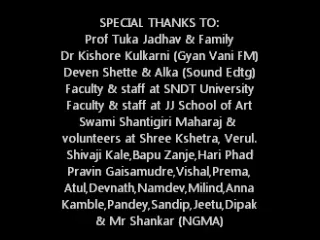 SPECIAL THANKS TO:
Prof Tuka Jadhav & Family
Dr Kishore Kulkarni (Gyan Vani FM)
Deven Shette & Alka (Sound Edtg)
Faculty & staff at SNDT University
Faculty & staff at JJ School of Art
Swami Shantigiri Maharaj &
volunteers at Shree Kshetra, Verul.
Shivaji Kale,Bapu Zanje,Hari Phad
Pravin Gaisamudre,Vishal,Prema,
Atul,Devnath,Namdev,Milind,Anna
Kamble,Pandey,Sandip,Jeetu,Dipak
& Mr Shankar (NGMA)